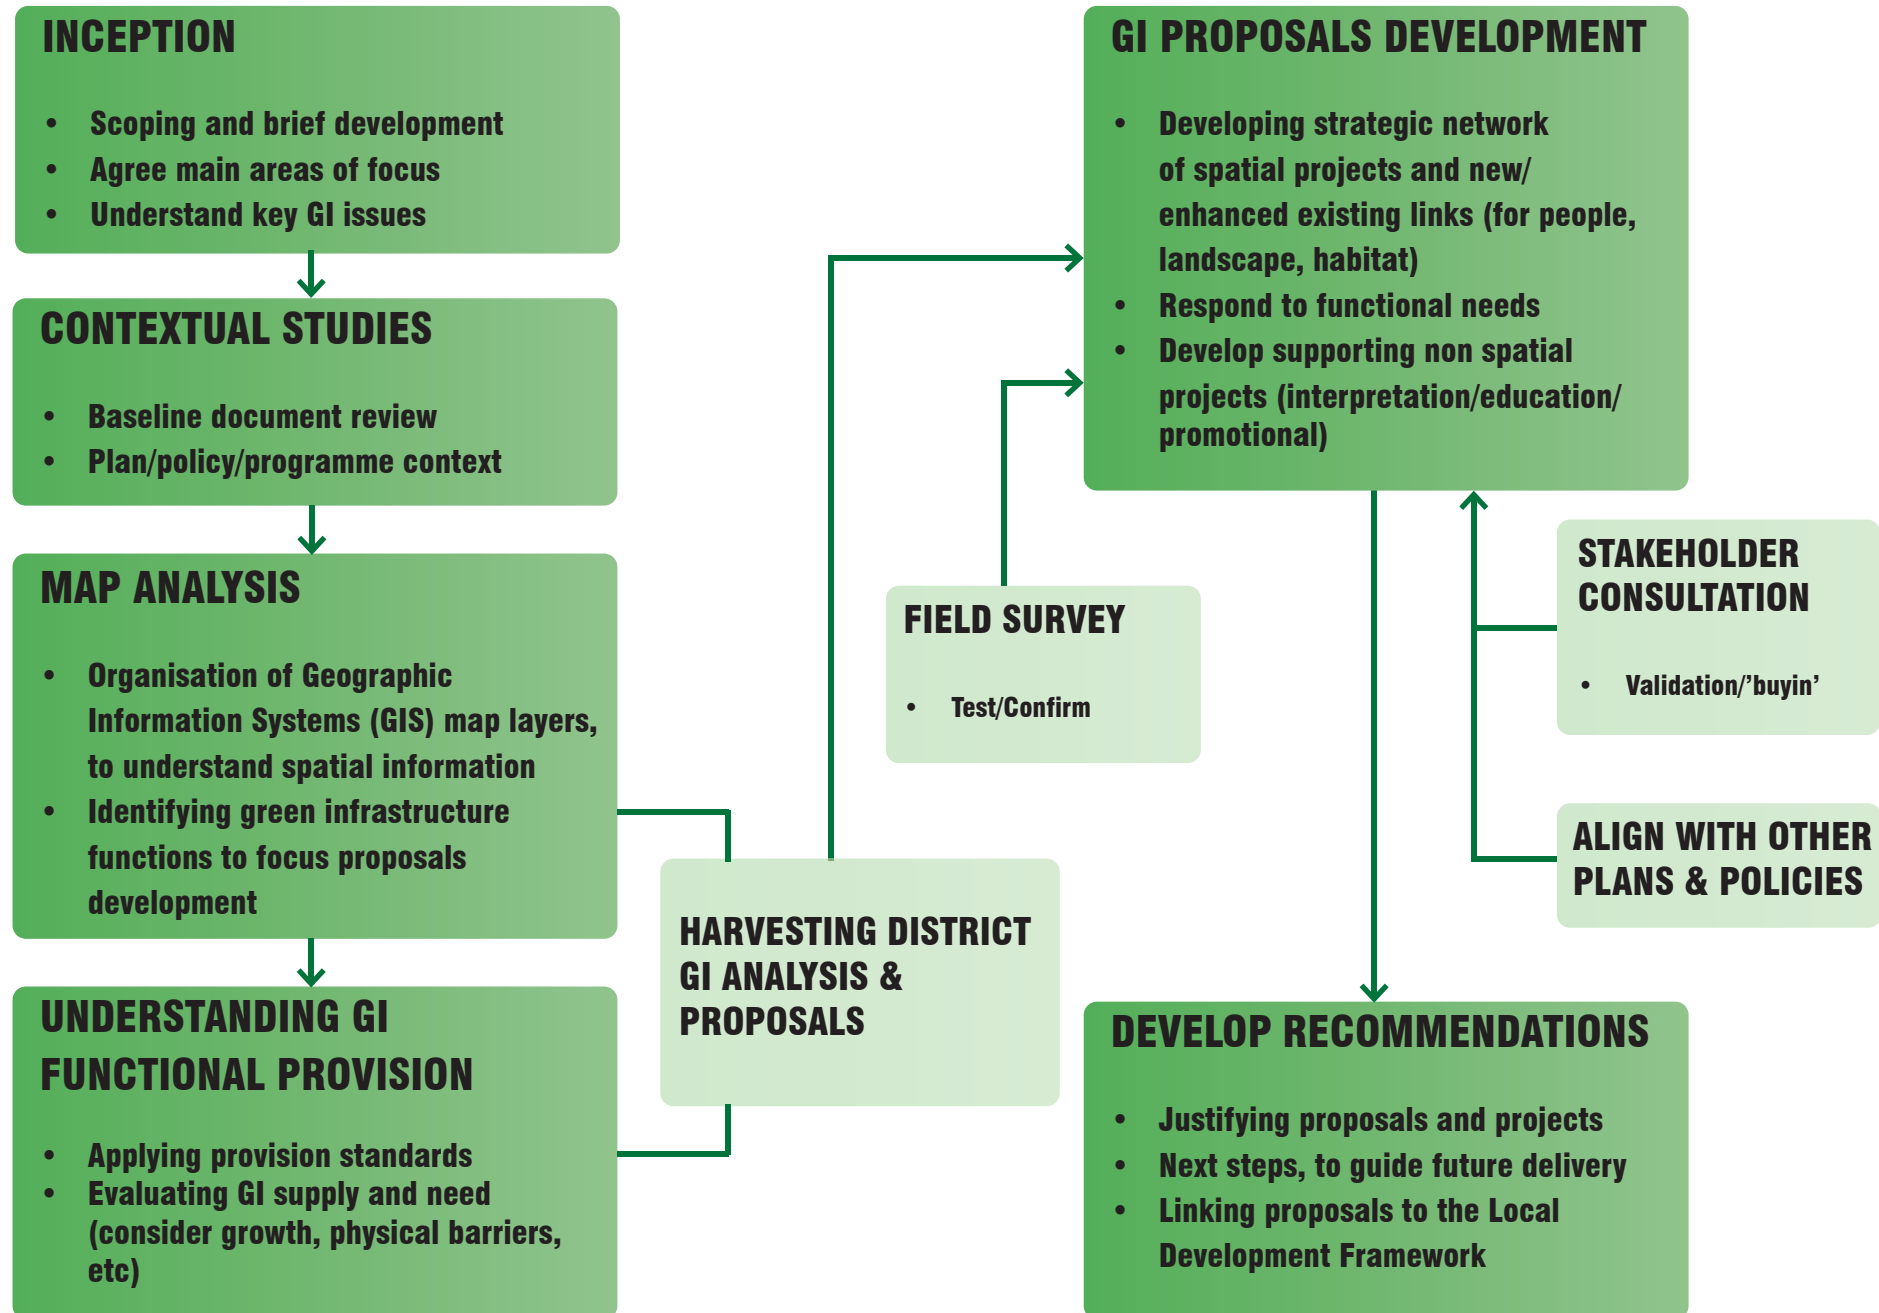 INCEPTION
• Scoping and brief development
• Agree main areas of focus
• Understand key GI issues
CONTEXTUAL STUDIES
• Baseline document review
• Plan/policy/programme context
MAP ANALYSIS
• Organisation of Geographic
Information Systems (GIS) map layers,
to understand spatial information
• Identifying green infrastructure
functions to focus proposals
development
UNDERSTANDING GI
FUNCTIONAL PROVISION
• Applying provision standards
• Evaluating GI supply and need
(consider growth, physical barriers,
etc)
HARVESTING DISTRICT
GI ANALYSIS &
PROPOSALS
FIELD SURVEY
• Test/Confirm
GI PROPOSALS DEVELOPMENT
• Developing strategic network
of spatial projects and new/
enhanced existing links (for people,
landscape, habitat)
• Respond to functional needs
• Develop supporting non spatial
projects (interpretation/education/
promotional)
STAKEHOLDER
CONSULTATION
• Validation/’buyin’
ALIGN WITH OTHER
PLANS & POLICIES
DEVELOP RECOMMENDATIONS
• Justifying proposals and projects
• Next steps, to guide future delivery
• Linking proposals to the Local
Development Framework